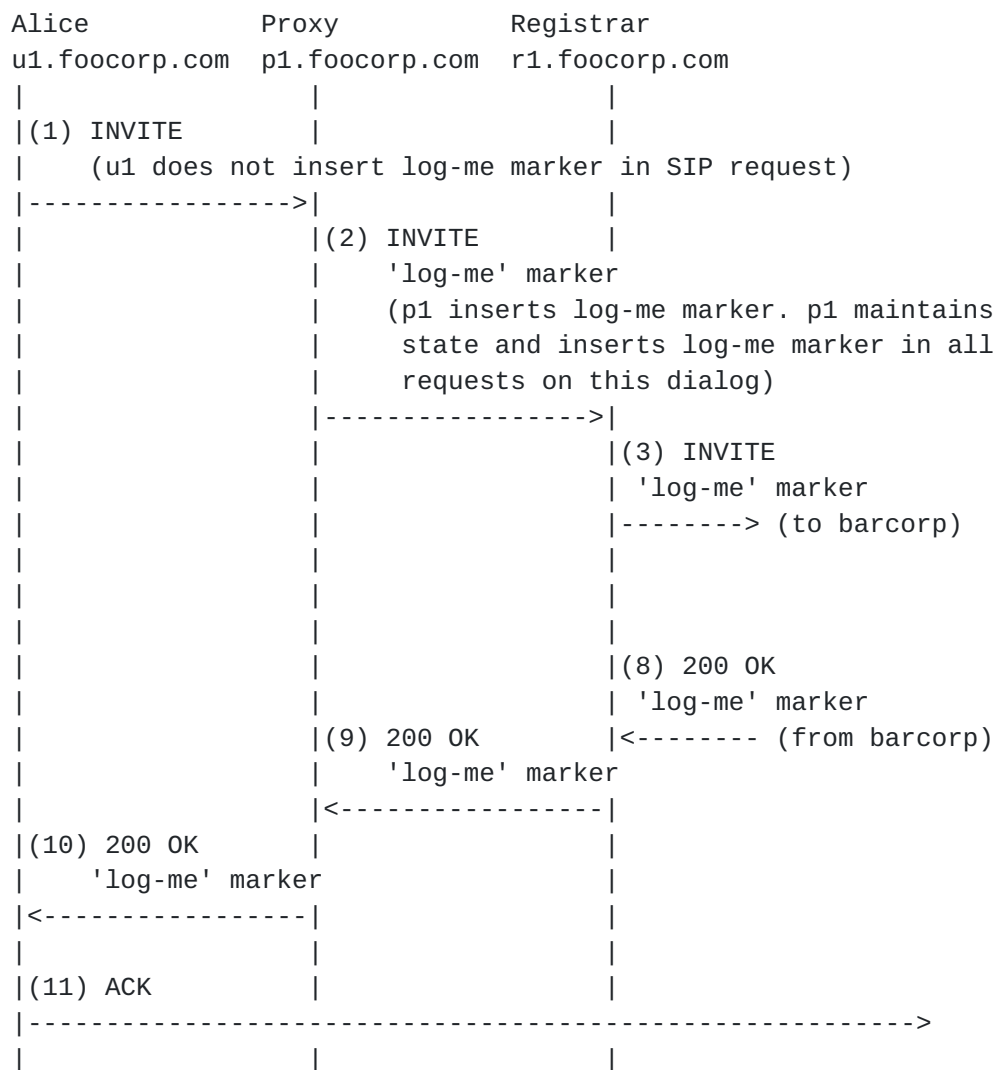 Alice Proxy Registrar
u1.foocorp.com p1.foocorp.com r1.foocorp.com
(1) INVITE
(u1 does not insert log-me marker in SIP request)
(2) INVITE
'log-me' marker
(p1 inserts log-me marker. p1 maintains
state and inserts log-me marker in all
requests on this dialog)
(3) INVITE
'log-me' marker
(to barcorp)
(8) 200 OK
'log-me' marker
(9) 200 OK (from barcorp)
'log-me' marker
(10) 200 OK
'log-me' marker
(11) ACK